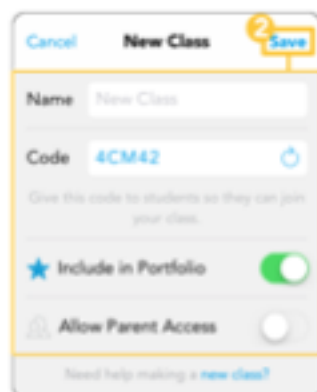 Cancel New Class 2 Save
Name New Class
Code 4CM42
Give this code to students so they can join
your class.
Include in Portfolio
Allow Parent Access
Need help making a new class?